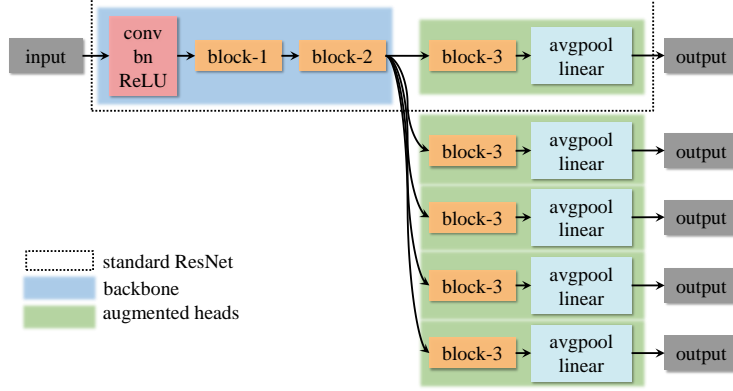 input
conv
bn
ReLU
block-1
block-2
block-3
avgpool
linear
output
block-3
avgpool
linear
output
block-3
avgpool
linear
output
block-3
avgpool
linear
output
block-3
avgpool
linear
output
standard ResNet
backbone
augmented heads